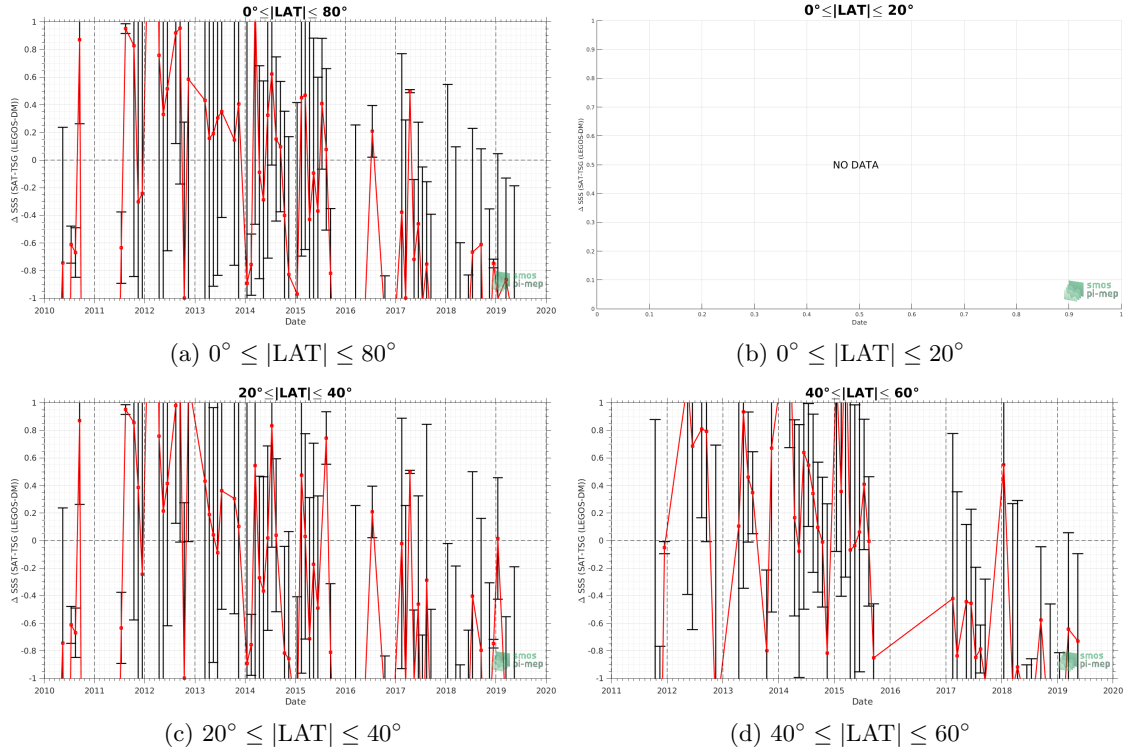 0°≤|LAT|≤ 80°
Δ SSS (SAT-TSG (LEGOS-DM))
1
0.8
0.6
0.4
0.2
0
-0.2
-0.4
-0.6
-0.8
-1
smos
pi-mep
2010 2011 2012 2013 2014 2015 2016 2017 2018 2019 2020
Date
(a) 0° ≤ |LAT| ≤ 80°
0°≤|LAT|≤ 20°
Δ SSS (SAT-TSG (LEGOS-DM))
1
0.9
0.8
0.7
0.6
0.5
0.4
0.3
0.2
0.1
0
NO DATA
smos
pi-mep
0 0.1 0.2 0.3 0.4 0.5 0.6 0.7 0.8 0.9 1
Date
(b) 0° ≤ |LAT| ≤ 20°
20°≤|LAT|≤ 40°
Δ SSS (SAT-TSG (LEGOS-DM))
1
0.8
0.6
0.4
0.2
0
-0.2
-0.4
-0.6
-0.8
-1
smos
pi-mep
2010 2011 2012 2013 2014 2015 2016 2017 2018 2019 2020
Date
(c) 20° ≤ |LAT| ≤ 40°
40°≤|LAT|≤ 60°
Δ SSS (SAT-TSG (LEGOS-DM))
1
0.8
0.6
0.4
0.2
0
-0.2
-0.4
-0.6
-0.8
-1
smos
pi-mep
2011 2012 2013 2014 2015 2016 2017 2018 2019 2020
Date
(d) 40° ≤ |LAT| ≤ 60°